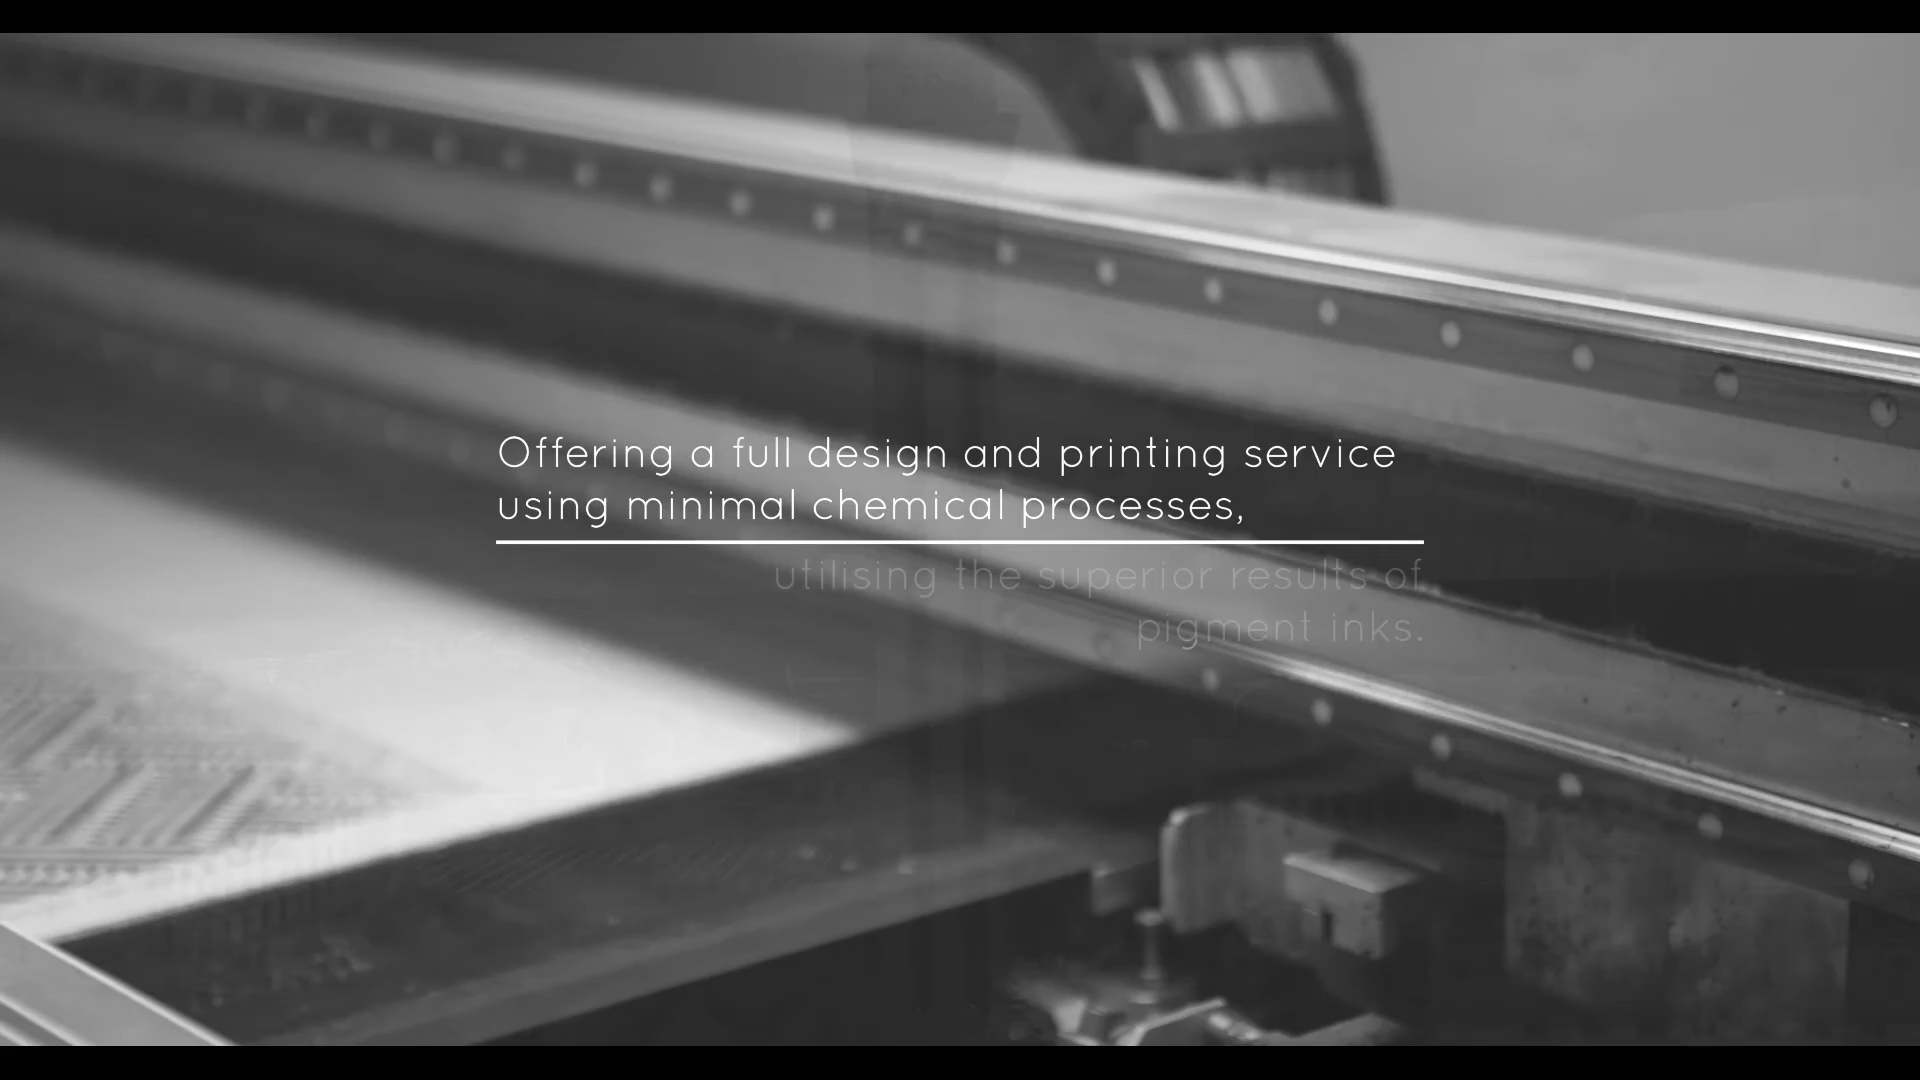 Offering a full design and printing service
using minimal chemical processes,
utilising the superior results of
pigment inks.